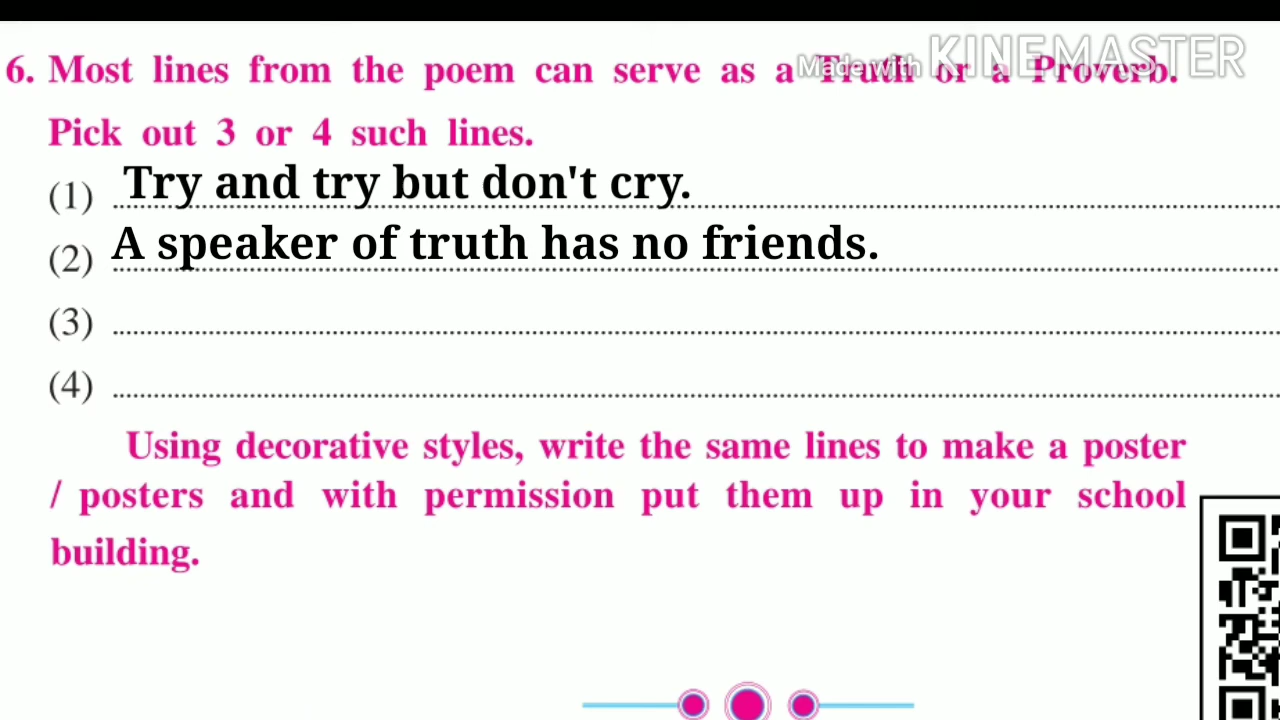 Made with KINEMASTER
6. Most lines from the poem can serve as a Truth or a Proverb.
Pick out 3 or 4 such lines.
(1) Try and try but don't cry.
(2) A speaker of truth has no friends.
(3)
(4)
Using decorative styles, write the same lines to make a poster
/ posters and with permission put them up in your school
building.